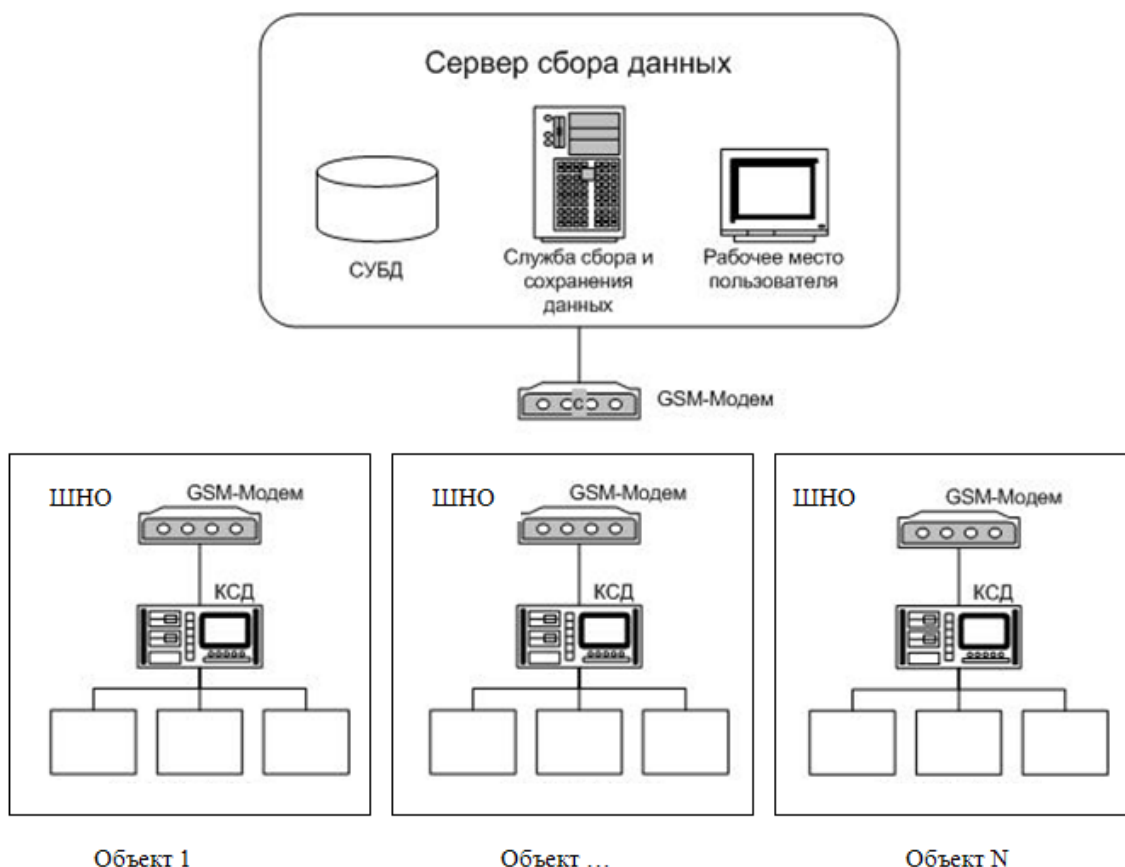 Сервер сбора данных
СУБД
Служба сбора и
сохранения
данных
Рабочее место
пользователя
GSM-Модем
ШНО
GSM-Модем
КСД
ШНО
GSM-Модем
КСД
ШНО
GSM-Модем
КСД
Объект 1
Объект ...
Объект N